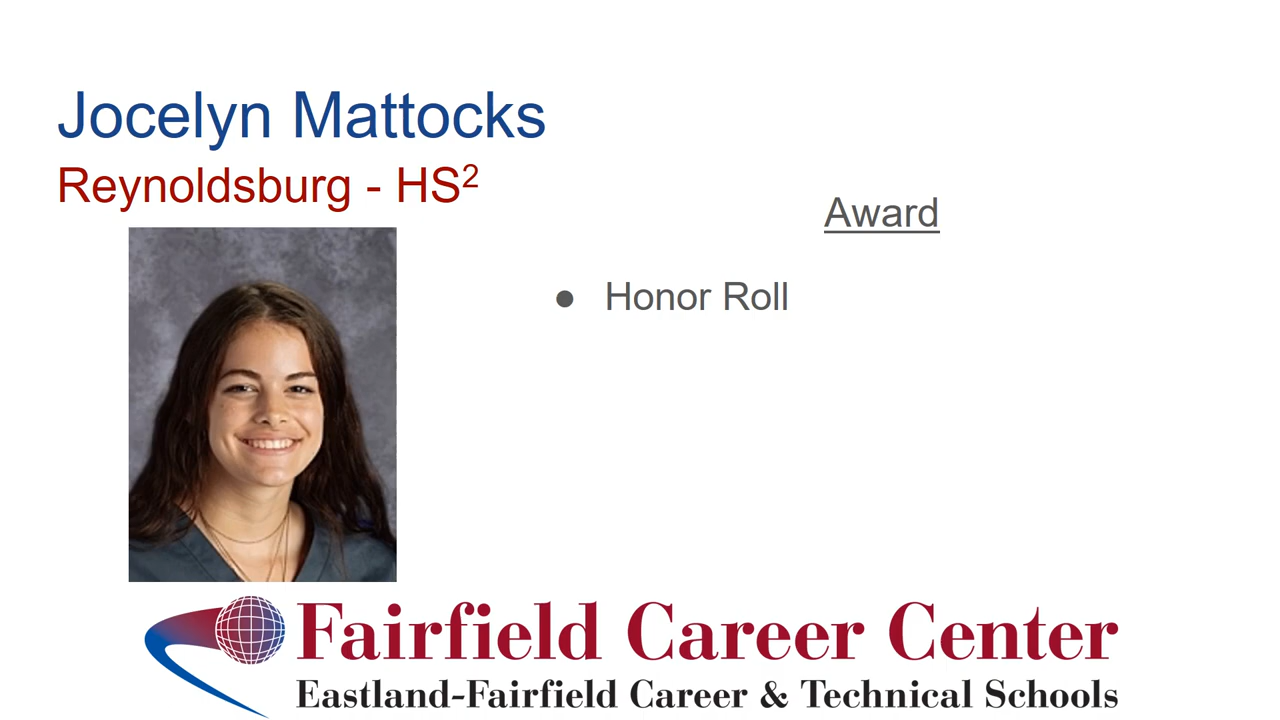 Jocelyn Mattocks
Reynoldsburg - HS²
Award
● Honor Roll
Fairfield Career Center
Eastland-Fairfield Career & Technical Schools